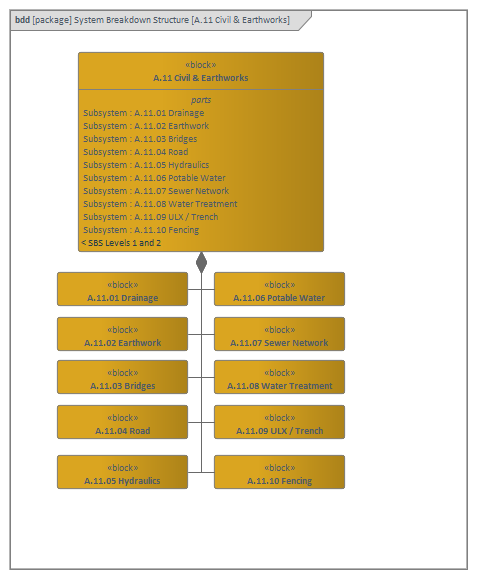 bdd [package] System Breakdown Structure [A.11 Civil & Earthworks]
«block»
A.11 Civil & Earthworks
parts
Subsystem : A.11.01 Drainage
Subsystem : A.11.02 Earthwork
Subsystem : A.11.03 Bridges
Subsystem : A.11.04 Road
Subsystem : A.11.05 Hydraulics
Subsystem : A.11.06 Potable Water
Subsystem : A.11.07 Sewer Network
Subsystem : A.11.08 Water Treatment
Subsystem : A.11.09 ULX / Trench
Subsystem : A.11.10 Fencing
< SBS Levels 1 and 2
«block»
A.11.01 Drainage
«block»
A.11.06 Potable Water
«block»
A.11.02 Earthwork
«block»
A.11.07 Sewer Network
«block»
A.11.03 Bridges
«block»
A.11.08 Water Treatment
«block»
A.11.04 Road
«block»
A.11.09 ULX / Trench
«block»
A.11.05 Hydraulics
«block»
A.11.10 Fencing